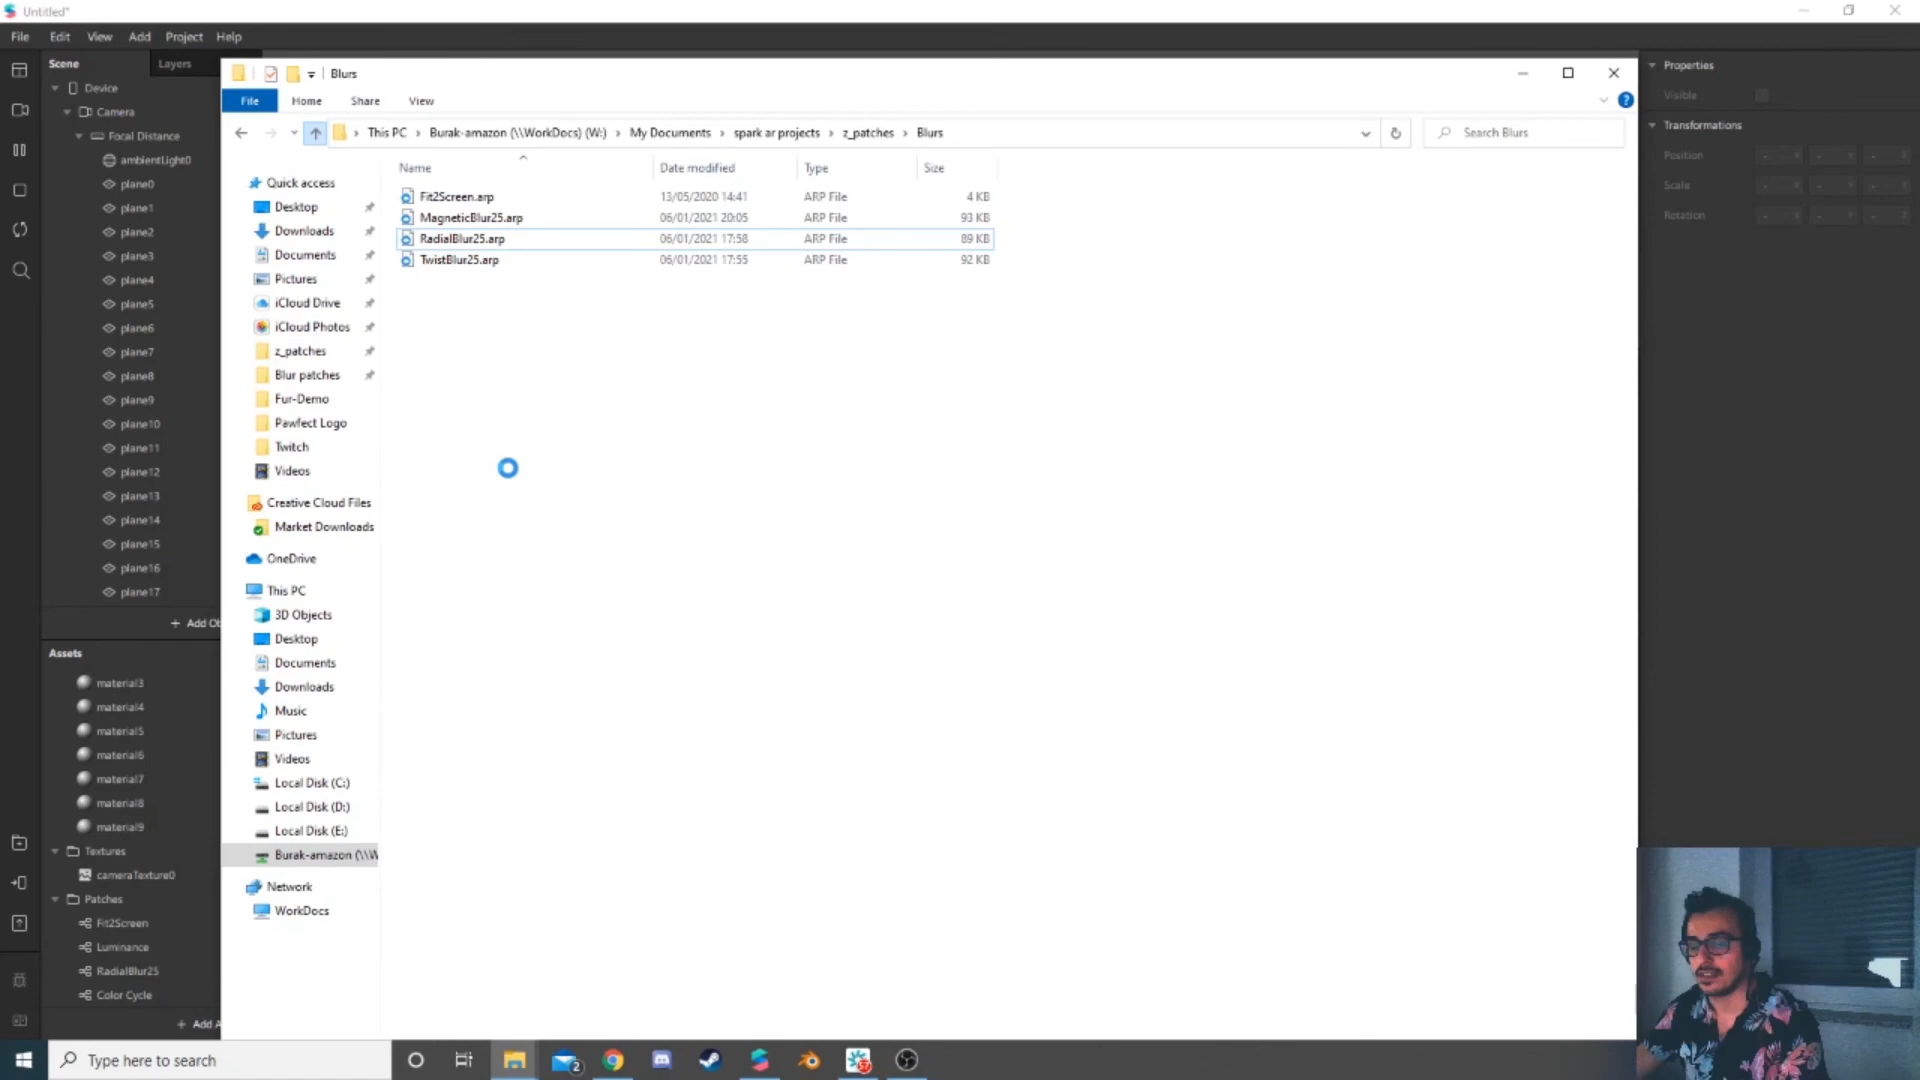 Untitled*
File Edit View Add Project Help
Scene Layers
Device
Camera
Focal Distance
ambientLight0
plane0
plane1
plane2
plane3
plane4
plane5
plane6
plane7
plane8
plane9
plane10
plane11
plane12
plane13
plane14
plane15
plane16
plane17
+ Add Ob
Assets
material3
material4
material5
material6
material7
material8
material9
Textures
cameraTexture0
Patches
Fit2Screen
Luminance
RadialBlur25
Color Cycle
+ Add A
Blurs
File Home Share View
This PC > Burak-amazon (\\WorkDocs) (W:) > My Documents > spark ar projects > z_patches > Blurs
Search Blurs
Name Date modified Type Size
Fit2Screen.arp 13/05/2020 14:41 ARP File 4 KB
MagneticBlur25.arp 06/01/2021 20:05 ARP File 93 KB
RadialBlur25.arp 06/01/2021 17:58 ARP File 89 KB
TwistBlur25.arp 06/01/2021 17:55 ARP File 92 KB
Quick access
Desktop
Downloads
Documents
Pictures
iCloud Drive
iCloud Photos
z_patches
Blur patches
Fur-Demo
Pawfect Logo
Twitch
Videos
Creative Cloud Files
Market Downloads
OneDrive
This PC
3D Objects
Desktop
Documents
Downloads
Music
Pictures
Videos
Local Disk (C:)
Local Disk (D:)
Local Disk (E:)
Burak-amazon (\\W
Network
WorkDocs
Properties
Visible
Transformations
Position
Scale
Rotation
Type here to search
2
57